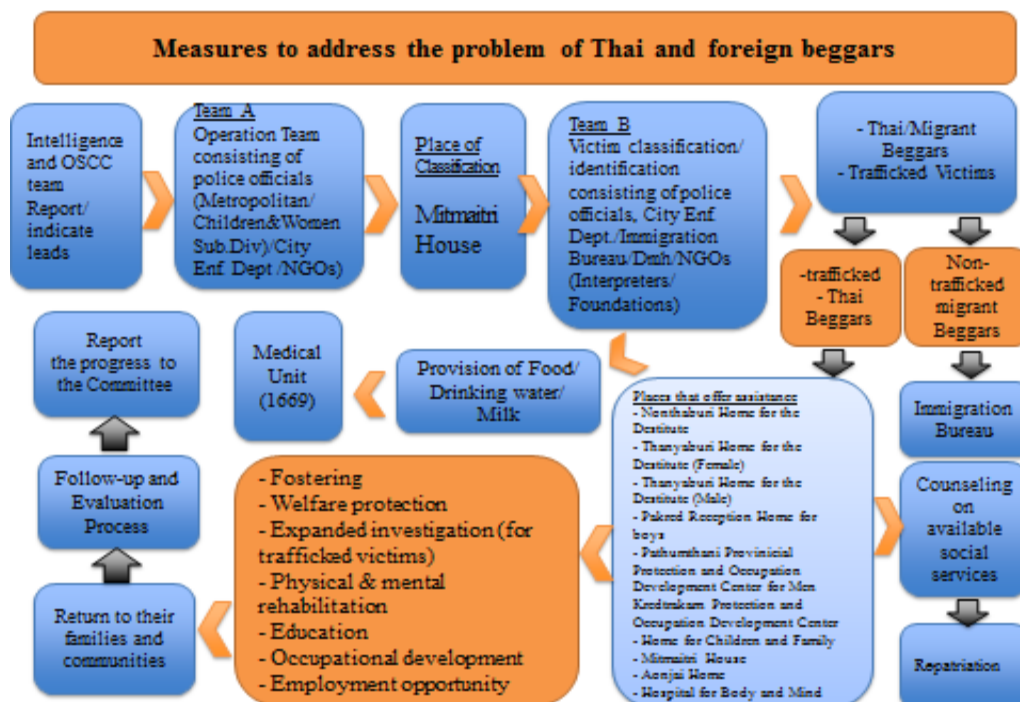 Measures to address the problem of Thai and foreign beggars
Intelligence
and OSCC
team
Report/
indicate
leads
Team A
Operation Team
consisting of
police officials
(Metropolitan/
Children&Women
Sub.Div)/City
Enf. Dept./NGOs)
Place of
Classification
Mitmaitri
House
Team B
Victim classification/
identification
consisting of police
officials, City Enf.
Dept./Immigration
Bureau/Dmh/NGOs
(Interpreters/
Foundations)
- Thai/Migrant
Beggars
- Trafficked Victims
-trafficked
- Thai
Beggars
Non-
trafficked
migrant
Beggars
Report
the progress to
the Committee
Medical
Unit
(1669)
Provision of Food/
Drinking water/
Milk
Places that offer assistance
- Nonthaburi Home for the
Destitute
- Thanyaburi Home for the
Destitute (Female)
- Thanyaburi Home for the
Destitute (Male)
- Pakred Reception Home for
boys
- Pathumthani Provinicial
Protection and Occupation
Development Center for Men
Kredtrakarn Protection and
Occupation Development Center
- Home for Children and Family
- Mitmaitri House
- Aonjai Home
- Hospital for Body and Mind
Immigration
Bureau
Counseling
on
available
social
services
Repatriation
Follow-up and
Evaluation
Process
- Fostering
- Welfare protection
- Expanded investigation (for
trafficked victims)
- Physical & mental
rehabilitation
- Education
- Occupational development
- Employment opportunity
Return to their
families and
communities